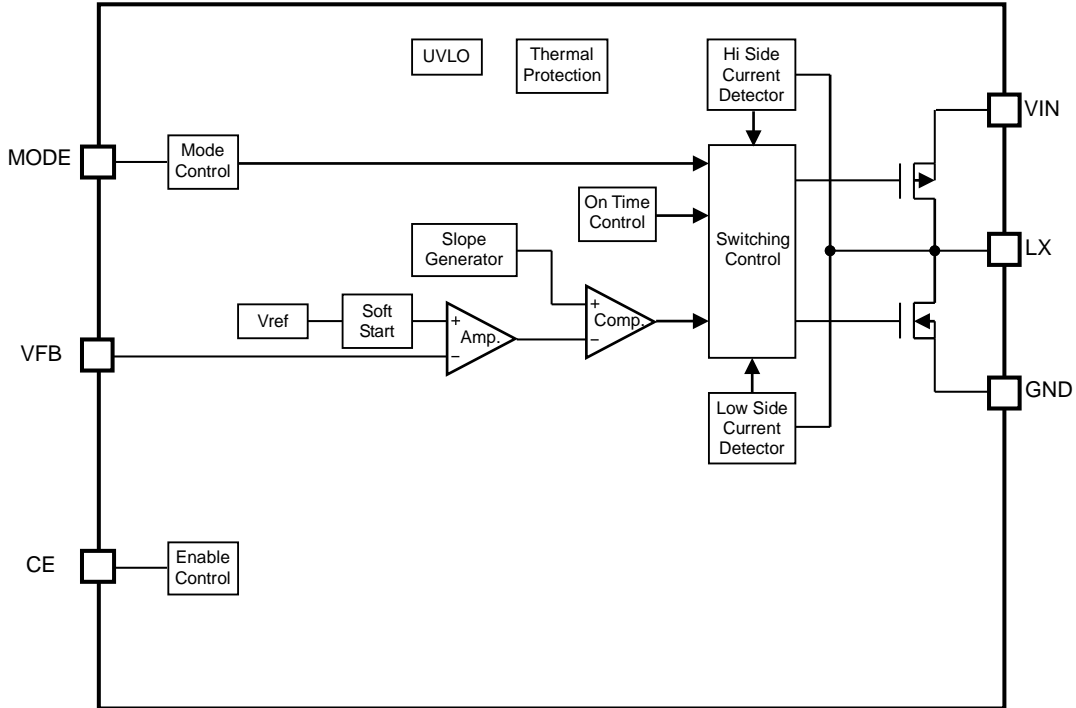 UVLO
Thermal
Protection
Hi Side
Current
Detector
VIN
MODE
Mode
Control
On Time
Control
Switching
Control
LX
Slope
Generator
Vref
Soft
Start
+
Amp.
−
+
Comp.
−
VFB
GND
Low Side
Current
Detector
CE
Enable
Control